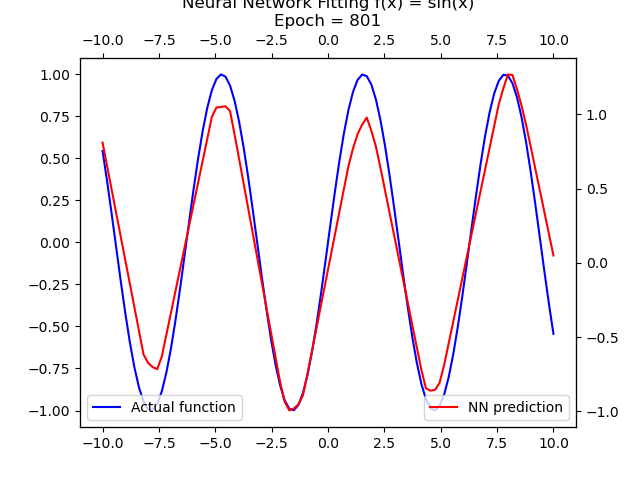 Neural Network Fitting f(x) = sin(x)
Epoch = 801
−10.0 −7.5 −5.0 −2.5 0.0 2.5 5.0 7.5 10.0
1.00
0.75
0.50
0.25
0.00
−0.25
−0.50
−0.75
−1.00
1.0
0.5
0.0
−0.5
−1.0
Actual function
NN prediction
−10.0 −7.5 −5.0 −2.5 0.0 2.5 5.0 7.5 10.0